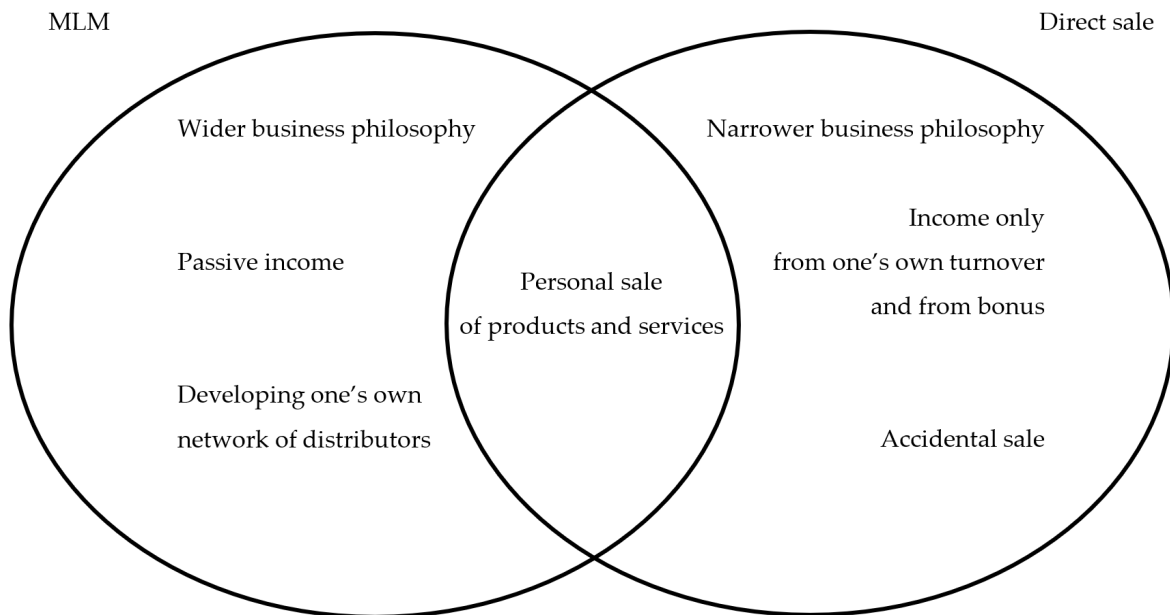 MLM
Direct sale
Wider business philosophy
Passive income
Developing one’s own
network of distributors
Personal sale
of products and services
Narrower business philosophy
Income only
from one’s own turnover
and from bonus
Accidental sale